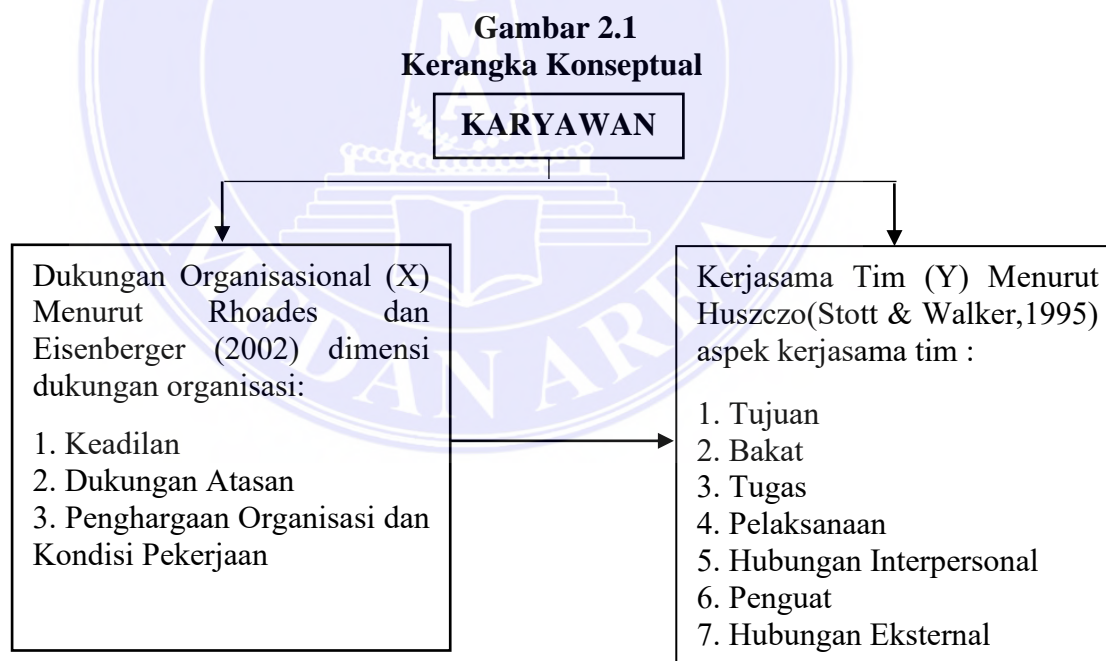 Gambar 2.1
Kerangka Konseptual
KARYAWAN
Dukungan Organisasional (X)
Menurut Rhoades dan
Eisenberger (2002) dimensi
dukungan organisasi:
1. Keadilan
2. Dukungan Atasan
3. Penghargaan Organisasi dan
Kondisi Pekerjaan
Kerjasama Tim (Y) Menurut
Huszczo(Stott & Walker,1995)
aspek kerjasama tim :
1. Tujuan
2. Bakat
3. Tugas
4. Pelaksanaan
5. Hubungan Interpersonal
6. Penguat
7. Hubungan Eksternal
MEDAN AREA